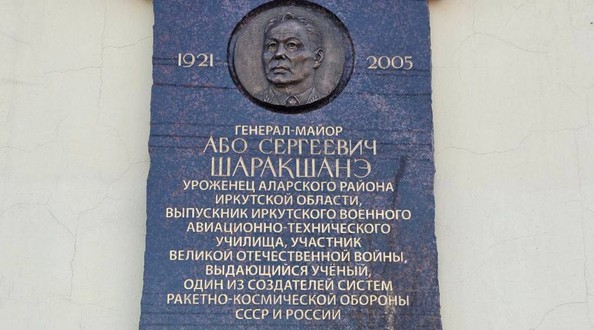 1921 2005
ГЕНЕРАЛ-МАЙОР
АБО СЕРГЕЕВИЧ
ШАРАКШАНЭ
УРОЖЕНЕЦ АЛАРСКОГО РАЙОНА
ИРКУТСКОЙ ОБЛАСТИ,
ВЫПУСКНИК ИРКУТСКОГО ВОЕННОГО
АВИАЦИОННО-ТЕХНИЧЕСКОГО
УЧИЛИЩА, УЧАСТНИК
ВЕЛИКОЙ ОТЕЧЕСТВЕННОЙ ВОЙНЫ,
ВЫДАЮЩИЙСЯ УЧЁНЫЙ,
ОДИН ИЗ СОЗДАТЕЛЕЙ СИСТЕМ
РАКЕТНО-КОСМИЧЕСКОЙ ОБОРОНЫ
СССР И РОССИИ